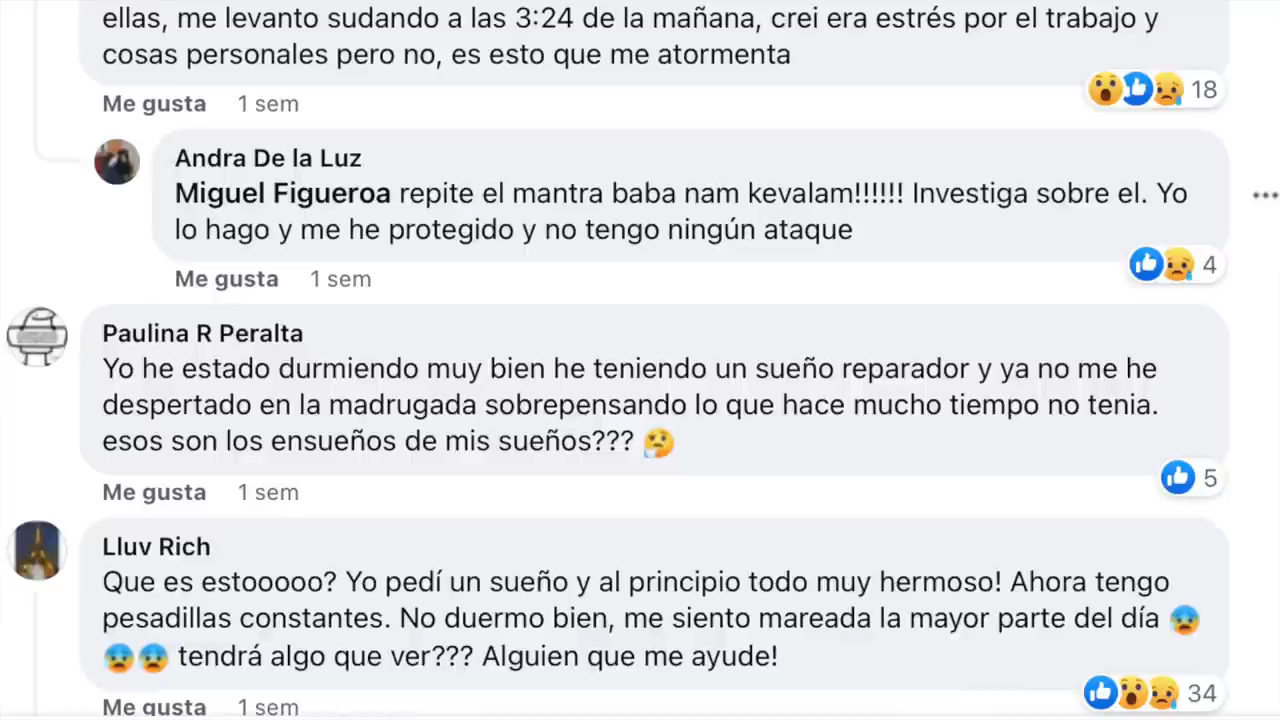 ellas, me levanto sudando a las 3:24 de la mañana, crei era estrés por el trabajo y
cosas personales pero no, es esto que me atormenta
18
Me gusta 1 sem
Andra De la Luz
Miguel Figueroa repite el mantra baba nam kevalam!!!!!! Investiga sobre el. Yo
lo hago y me he protegido y no tengo ningún ataque
4
Me gusta 1 sem
Paulina R Peralta
Yo he estado durmiendo muy bien he teniendo un sueño reparador y ya no me he
despertado en la madrugada sobrepensando lo que hace mucho tiempo no tenia.
esos son los ensueños de mis sueños??? 🤔
5
Me gusta 1 sem
Lluv Rich
Que es estooooo? Yo pedí un sueño y al principio todo muy hermoso! Ahora tengo
pesadillas constantes. No duermo bien, me siento mareada la mayor parte del día 😰
😰😰 tendrá algo que ver??? Alguien que me ayude!
34
Me gusta 1 sem